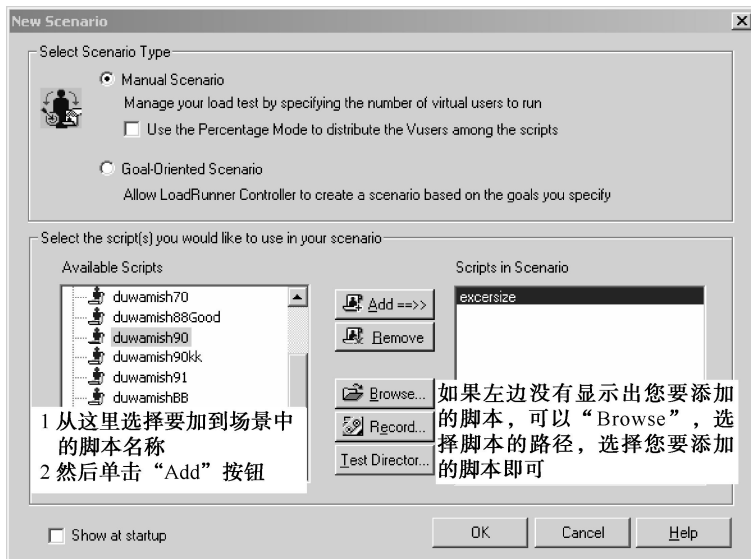 New Scenario
Select Scenario Type
Manual Scenario
Manage your load test by specifying the number of virtual users to run
Use the Percentage Mode to distribute the Vusers among the scripts
Goal-Oriented Scenario
Allow LoadRunner Controller to create a scenario based on the goals you specify
Select the script(s) you would like to use in your scenario
Available Scripts
duwamish70
duwamish88Good
duwamish90
duwamish90kk
duwamish91
duwamishBB
1 从这里选择要加到场景中
的脚本名称
2 然后单击“Add”按钮
Add ==>>
Remove
Browse...
Record...
Test Director...
Scripts in Scenario
excersize
如果左边没有显示出您要添加
的脚本，可以“Browse”，选
择脚本的路径，选择您要添加
的脚本即可
Show at startup
OK
Cancel
Help